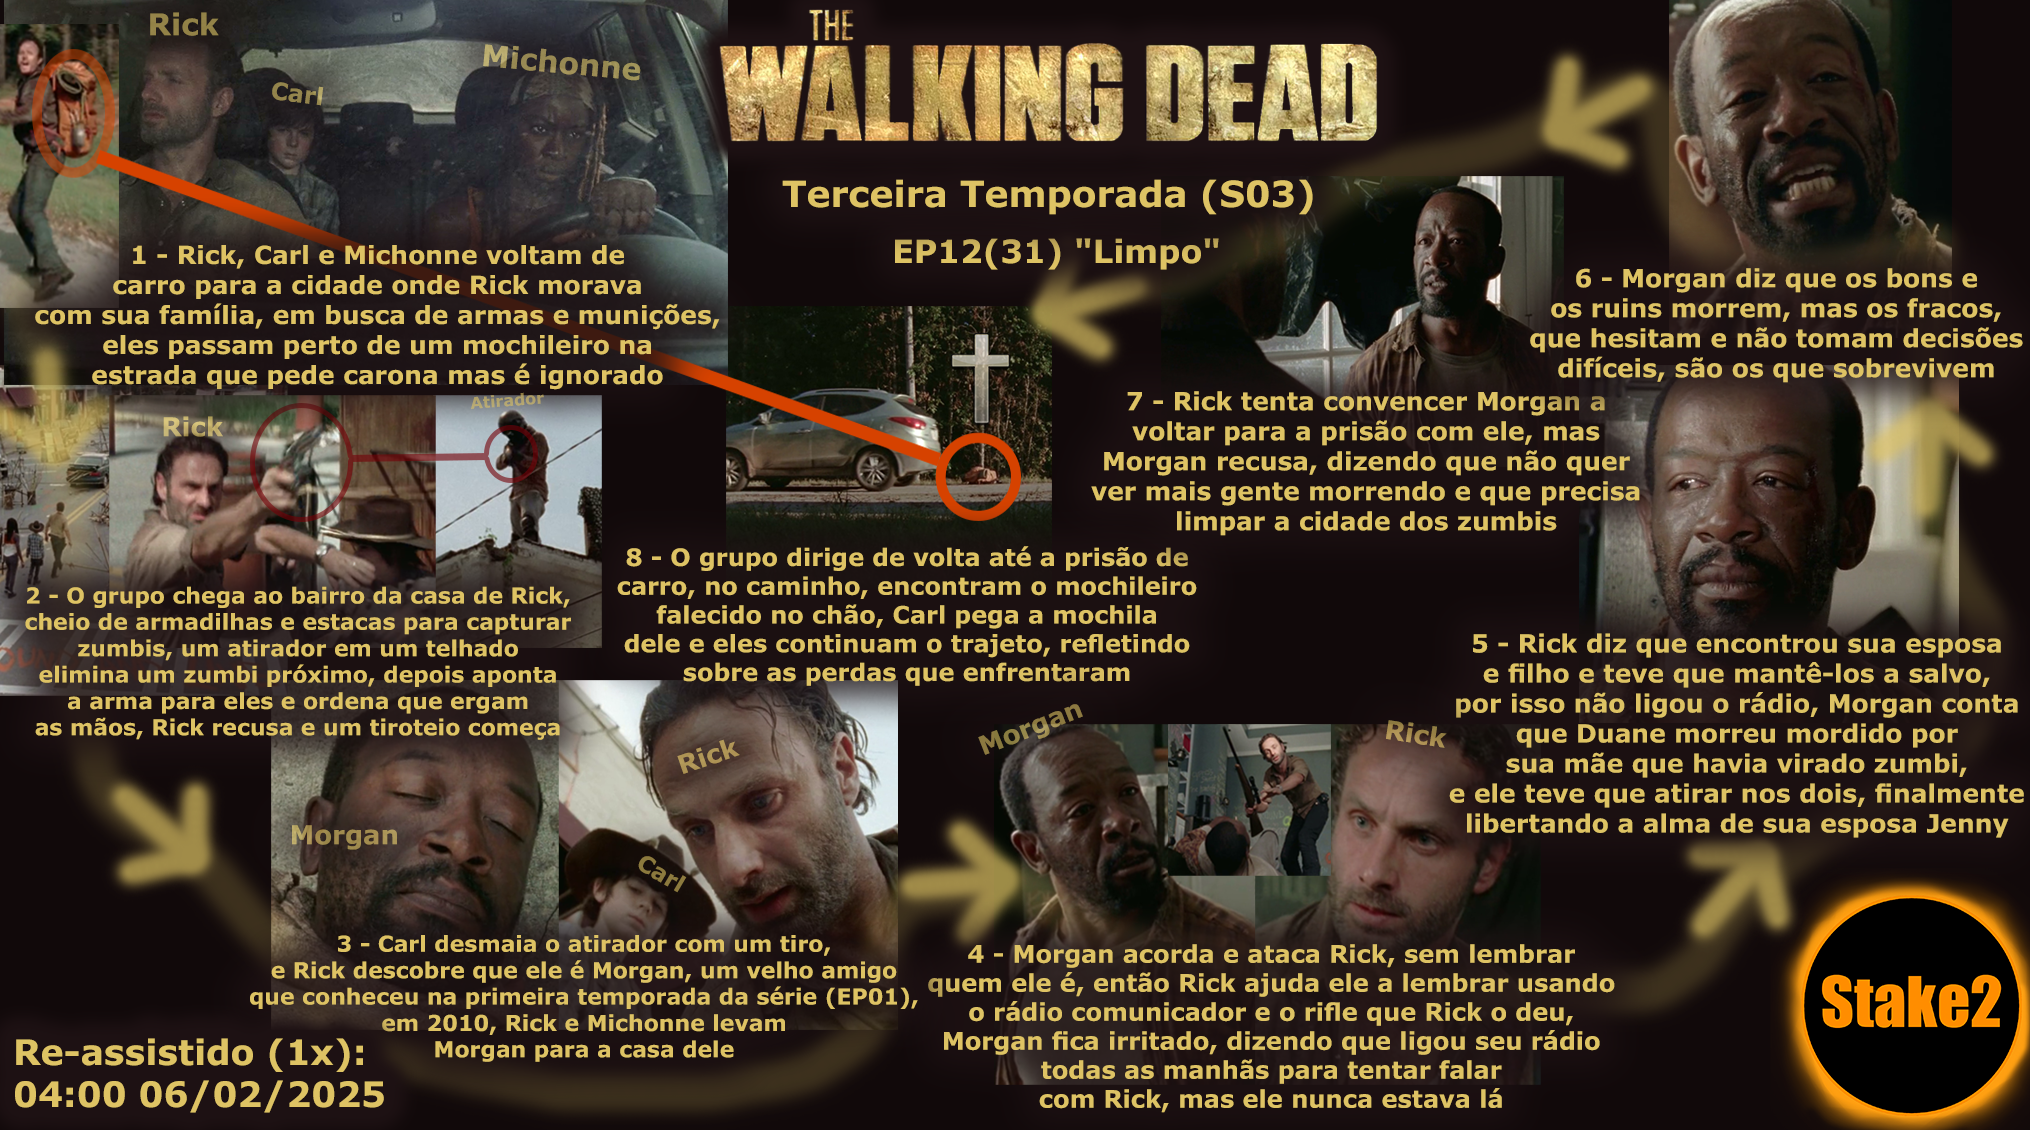 THE
WALKING DEAD
Terceira Temporada (S03)
EP12(31) "Limpo"
Rick
Carl
Michonne
1 - Rick, Carl e Michonne voltam de
carro para a cidade onde Rick morava
com sua família, em busca de armas e munições,
eles passam perto de um mochileiro na
estrada que pede carona mas é ignorado
Rick
Atirador
2 - O grupo chega ao bairro da casa de Rick,
cheio de armadilhas e estacas para capturar
zumbis, um atirador em um telhado
elimina um zumbi próximo, depois aponta
a arma para eles e ordena que ergam
as mãos, Rick recusa e um tiroteio começa
Morgan
Carl
Rick
3 - Carl desmaia o atirador com um tiro,
e Rick descobre que ele é Morgan, um velho amigo
que conheceu na primeira temporada da série (EP01),
em 2010, Rick e Michonne levam
Morgan para a casa dele
Morgan
Rick
4 - Morgan acorda e ataca Rick, sem lembrar
quem ele é, então Rick ajuda ele a lembrar usando
o rádio comunicador e o rifle que Rick o deu,
Morgan fica irritado, dizendo que ligou seu rádio
todas as manhãs para tentar falar
com Rick, mas ele nunca estava lá
5 - Rick diz que encontrou sua esposa
e filho e teve que mantê-los a salvo,
por isso não ligou o rádio, Morgan conta
que Duane morreu mordido por
sua mãe que havia virado zumbi,
e ele teve que atirar nos dois, finalmente
libertando a alma de sua esposa Jenny
6 - Morgan diz que os bons e
os ruins morrem, mas os fracos,
que hesitam e não tomam decisões
difíceis, são os que sobrevivem
7 - Rick tenta convencer Morgan a
voltar para a prisão com ele, mas
Morgan recusa, dizendo que não quer
ver mais gente morrendo e que precisa
limpar a cidade dos zumbis
8 - O grupo dirige de volta até a prisão de
carro, no caminho, encontram o mochileiro
falecido no chão, Carl pega a mochila
dele e eles continuam o trajeto, refletindo
sobre as perdas que enfrentaram
Re-assistido (1x):
04:00 06/02/2025
Stake2